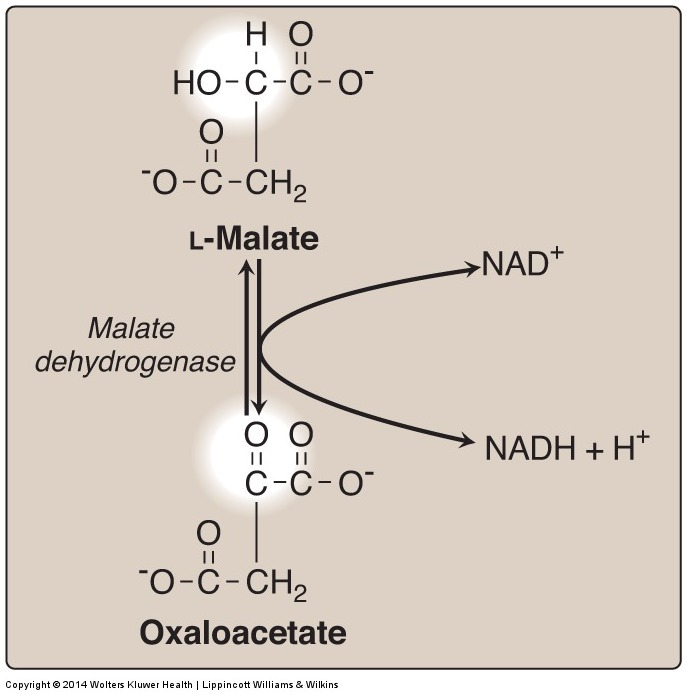 H O
HO-C-C-O⁻
O
⁻O-C-CH₂
L-Malate
NAD⁺
Malate
dehydrogenase
O O
C-C-O⁻
NADH + H⁺
O
⁻O-C-CH₂
Oxaloacetate
Copyright © 2014 Wolters Kluwer Health | Lippincott Williams & Wilkins